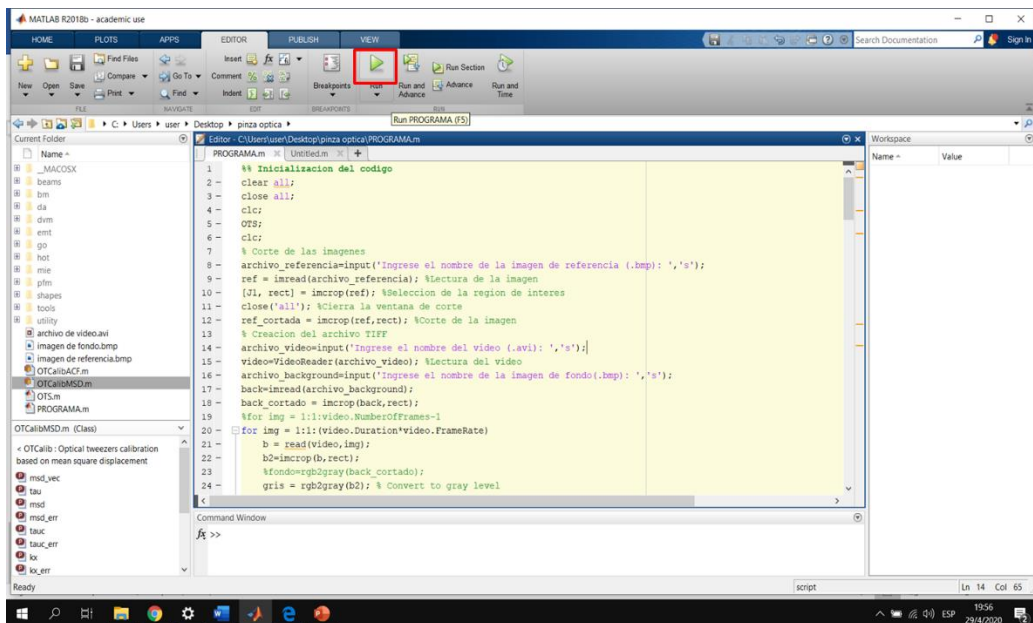 MATLAB R2018b - academic use
HOME PLOTS APPS EDITOR PUBLISH VIEW Search Documentation Sign In
New Open Save Find Files Compare Print Go To Find Insert fx Comment Indent Breakpoints Run Run and Advance Run Section Advance Run and Time
FILE NAVIGATE EDIT BREAKPOINTS RUN
Run PROGRAMA (F5)
C: Users user Desktop pinza optica
Current Folder
Name
__MACOSX
beams
bm
da
dvm
emt
go
hot
mie
pfm
shapes
tools
utility
archivo de video.avi
imagen de fondo.bmp
imagen de referencia.bmp
OTCalibACF.m
OTCalibMSD.m
OTS.m
PROGRAMA.m
OTCalibMSD.m (Class)
< OTCalib : Optical tweezers calibration
based on mean square displacement
msd_vec
tau
msd
msd_err
tauc
tauc_err
kx
kx_err
Editor - C:\Users\user\Desktop\pinza optica\PROGRAMA.m
PROGRAMA.m Untitled.m
1 %% Inicializacion del codigo
2 - clear all;
3 - close all;
4 - clc;
5 - OTS;
6 - clc;
7 % Corte de las imagenes
8 - archivo_referencia=input('Ingrese el nombre de la imagen de referencia (.bmp): ','s');
9 - ref = imread(archivo_referencia); %Lectura de la imagen
10 - [J1, rect] = imcrop(ref); %Seleccion de la region de interes
11 - close('all'); %Cierra la ventana de corte
12 - ref_cortada = imcrop(ref,rect); %Corte de la imagen
13 % Creacion del archivo TIFF
14 - archivo_video=input('Ingrese el nombre del video (.avi): ','s');
15 - video=VideoReader(archivo_video); %Lectura del video
16 - archivo_background=input('Ingrese el nombre de la imagen de fondo(.bmp): ','s');
17 - back=imread(archivo_background);
18 - back_cortado = imcrop(back,rect);
19 %for img = 1:1:video.NumberOfFrames-1
20 - for img = 1:1:(video.Duration*video.FrameRate)
21 - b = read(video,img);
22 - b2=imcrop(b,rect);
23 %fondo=rgb2gray(back_cortado);
24 - gris = rgb2gray(b2); % Convert to gray level
Command Window
fx >>
Workspace
Name Value
Ready script Ln 14 Col 65
ESP 19:56
29/4/2020